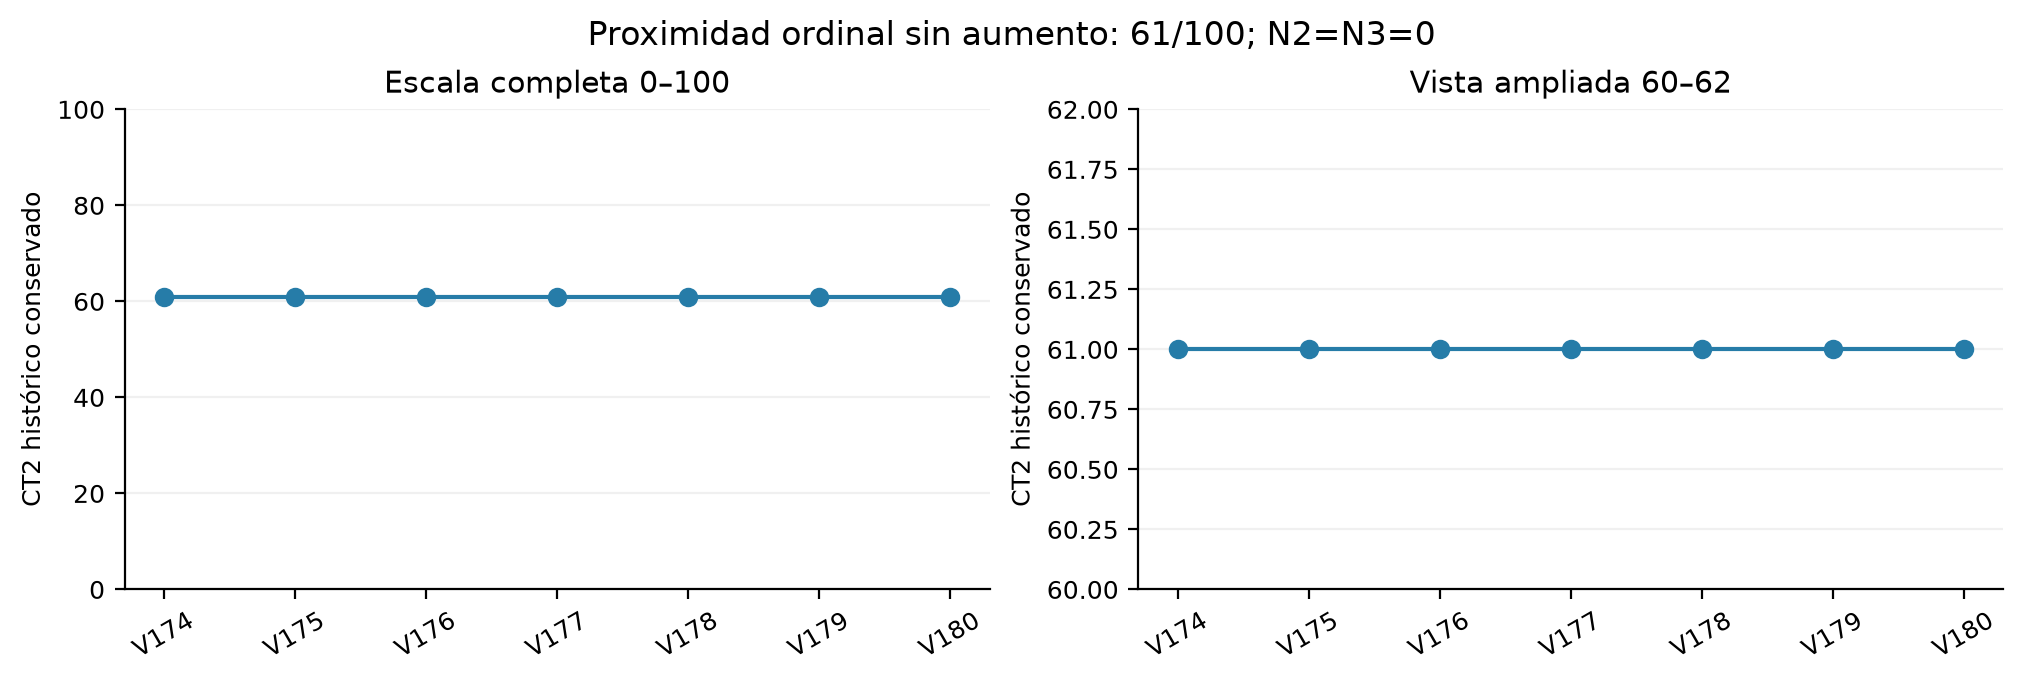 Proximidad ordinal sin aumento: 61/100; N2=N3=0
Escala completa 0–100
CT2 histórico conservado
100
80
60
40
20
0
V174
V175
V176
V177
V178
V179
V180
Vista ampliada 60–62
CT2 histórico conservado
62.00
61.75
61.50
61.25
61.00
60.75
60.50
60.25
60.00
V174
V175
V176
V177
V178
V179
V180